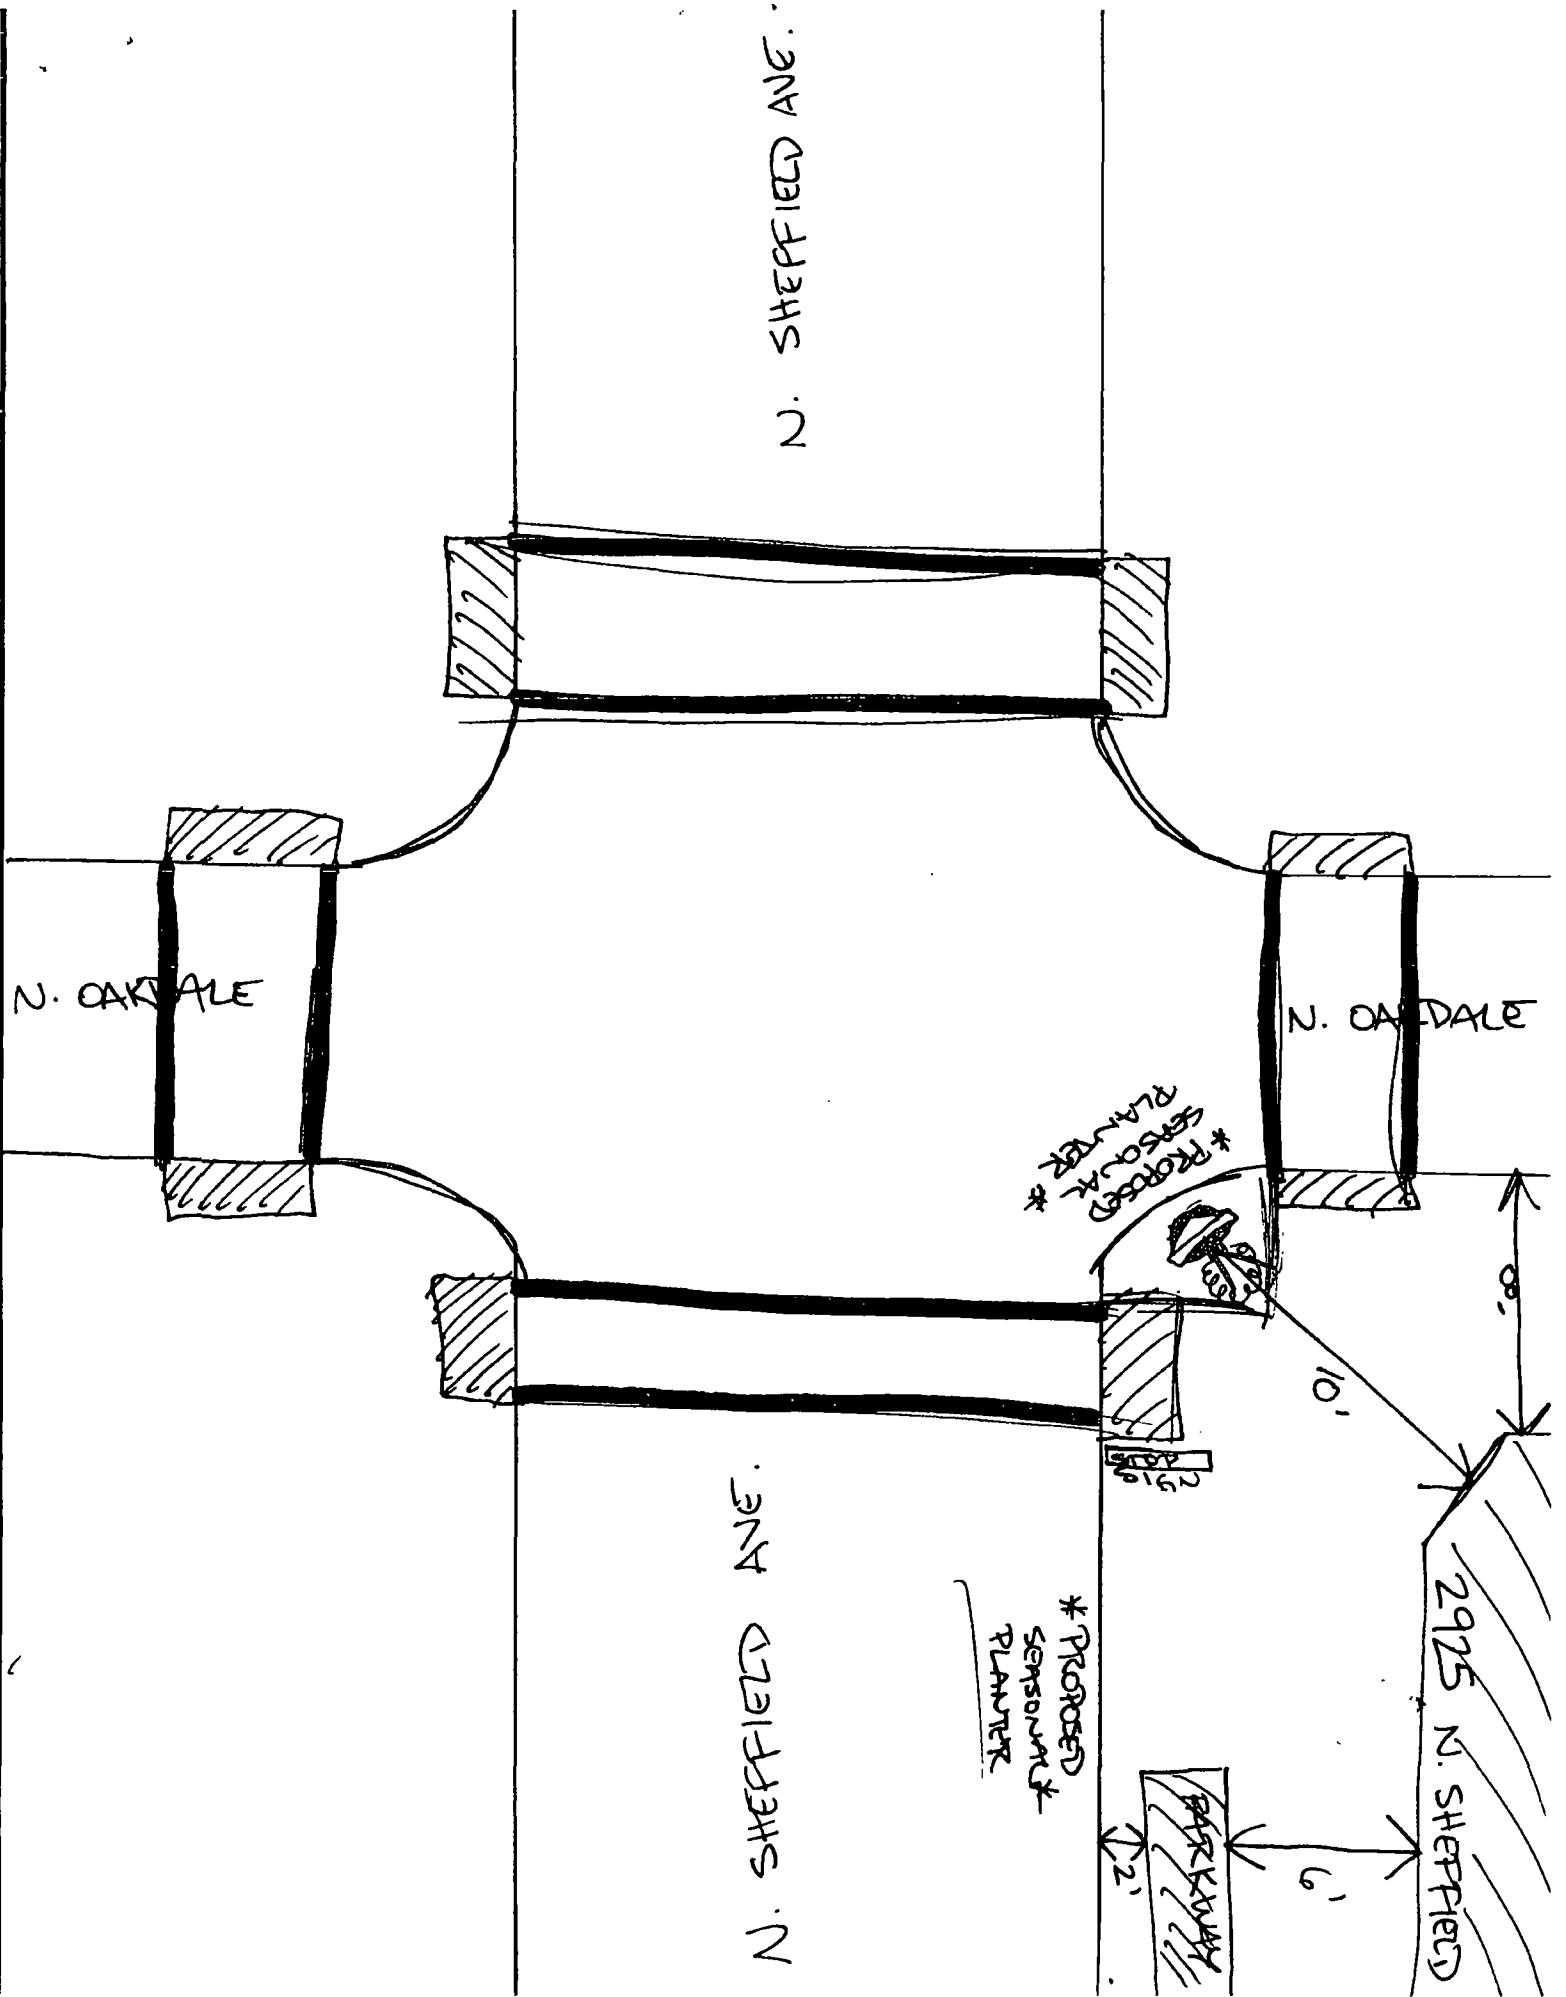 N. SHEFFIELD AVE.
N. OAKDALE
N. OAKDALE
* PROPOSED
SEASONAL
PLANTER *
8'
10'
SIGN
N. SHEFFIELD AVE.
* PROPOSED
SEASONAL *
PLANTER
2925 N. SHEFFIELD
PARKWAY
2'
6'